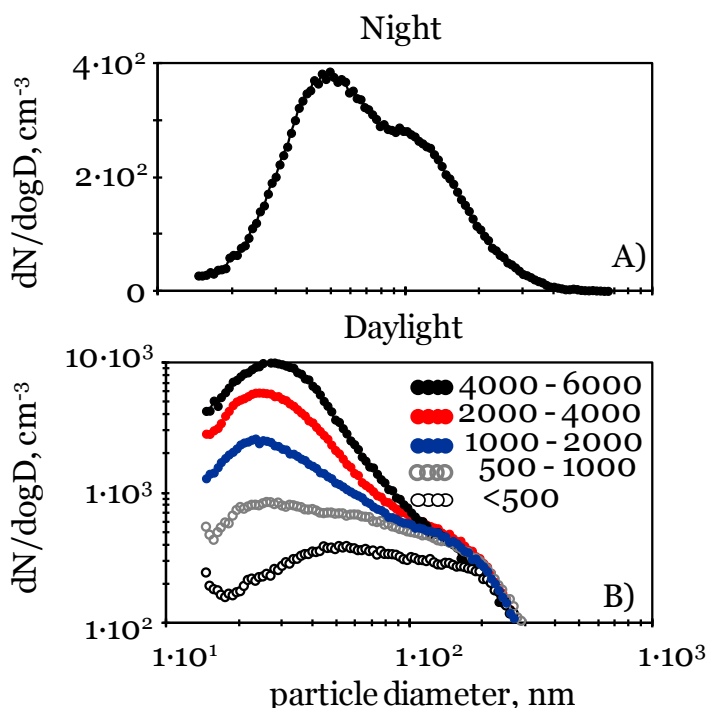 Night
4·10²
2·10²
0
dN/dogD, cm⁻³
A)
Daylight
10·10³
1·10³
1·10²
dN/dogD, cm⁻³
4000 - 6000
2000 - 4000
1000 - 2000
500 - 1000
<500
B)
1·10¹
1·10²
1·10³
particle diameter, nm